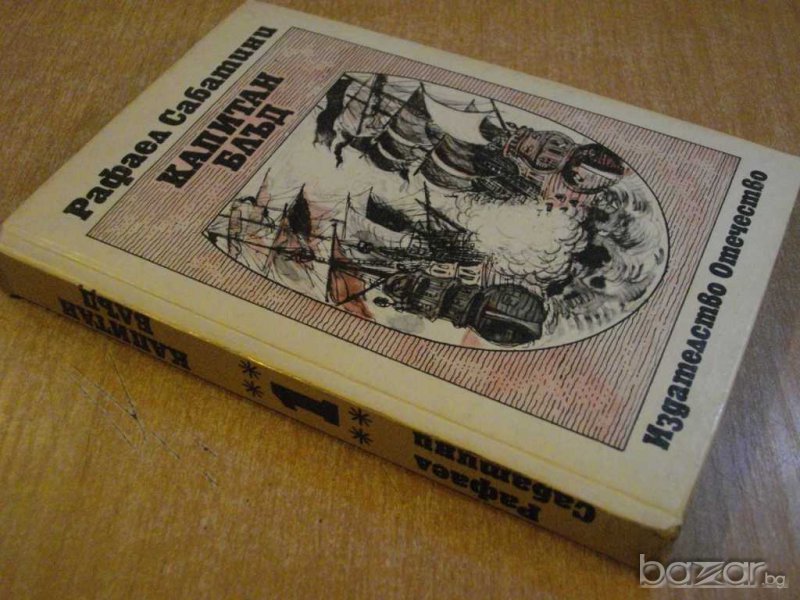 Рафаел Сабатини
КАПИТАН
БЛЪД
Издателство Отечество
КАПИТАН
БЛЪД
**
1
**
Рафаел
Сабатини
bazar.bg